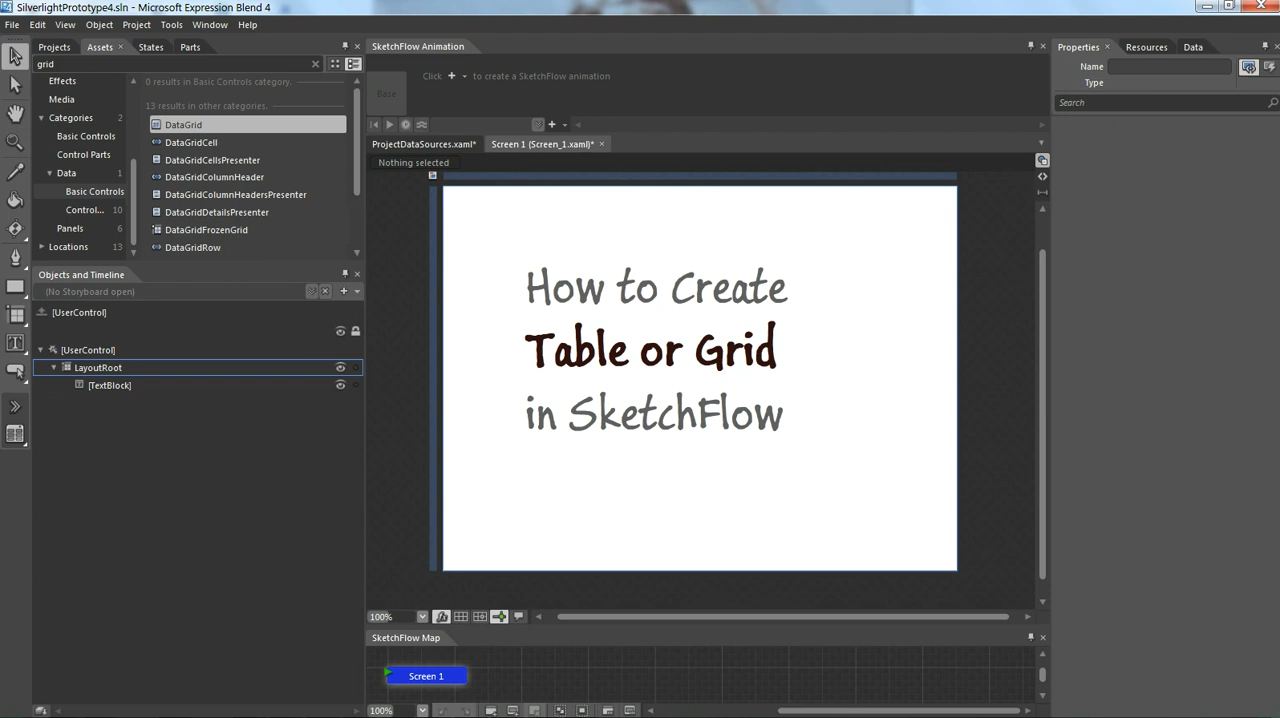 SilverlightPrototype4.sln - Microsoft Expression Blend 4
File Edit View Object Project Tools Window Help
Projects Assets × States Parts
grid
Effects
Media
Categories 2
Basic Controls
Control Parts
Data 1
Basic Controls
Control... 10
Panels 6
Locations 13
0 results in Basic Controls category.
13 results in other categories.
DataGrid
DataGridCell
DataGridCellsPresenter
DataGridColumnHeader
DataGridColumnHeadersPresenter
DataGridDetailsPresenter
DataGridFrozenGrid
DataGridRow
Objects and Timeline
(No Storyboard open)
[UserControl]
[UserControl]
LayoutRoot
[TextBlock]
SketchFlow Animation
Base
Click + to create a SketchFlow animation
ProjectDataSources.xaml* Screen 1 (Screen_1.xaml)* ×
Nothing selected
How to Create
Table or Grid
in SketchFlow
100%
SketchFlow Map
Screen 1
100%
Properties × Resources Data
Name
Type
Search